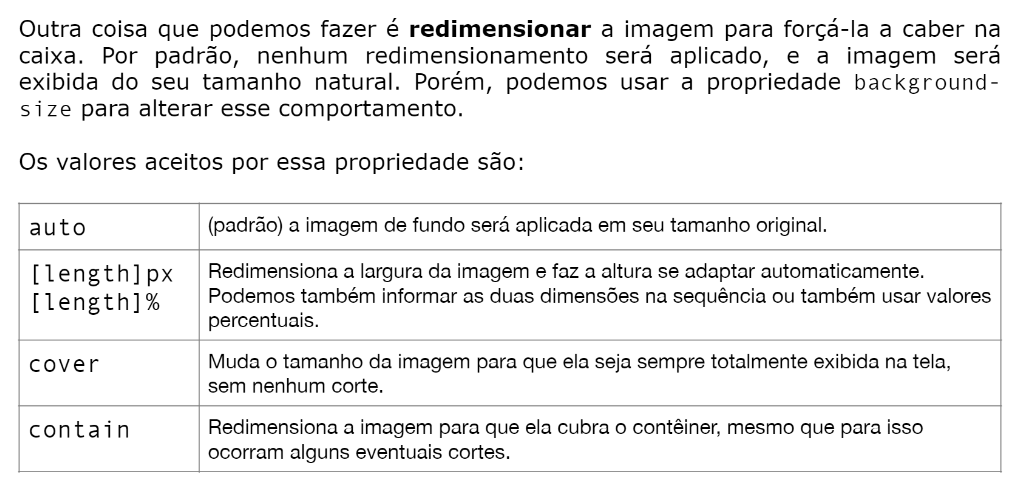 Outra coisa que podemos fazer é redimensionar a imagem para forçá-la a caber na
caixa. Por padrão, nenhum redimensionamento será aplicado, e a imagem será
exibida do seu tamanho natural. Porém, podemos usar a propriedade background-
size para alterar esse comportamento.
Os valores aceitos por essa propriedade são:
auto
(padrão) a imagem de fundo será aplicada em seu tamanho original.
[length]px
[length]%
Redimensiona a largura da imagem e faz a altura se adaptar automaticamente.
Podemos também informar as duas dimensões na sequência ou também usar valores
percentuais.
cover
Muda o tamanho da imagem para que ela seja sempre totalmente exibida na tela,
sem nenhum corte.
contain
Redimensiona a imagem para que ela cubra o contêiner, mesmo que para isso
ocorram alguns eventuais cortes.